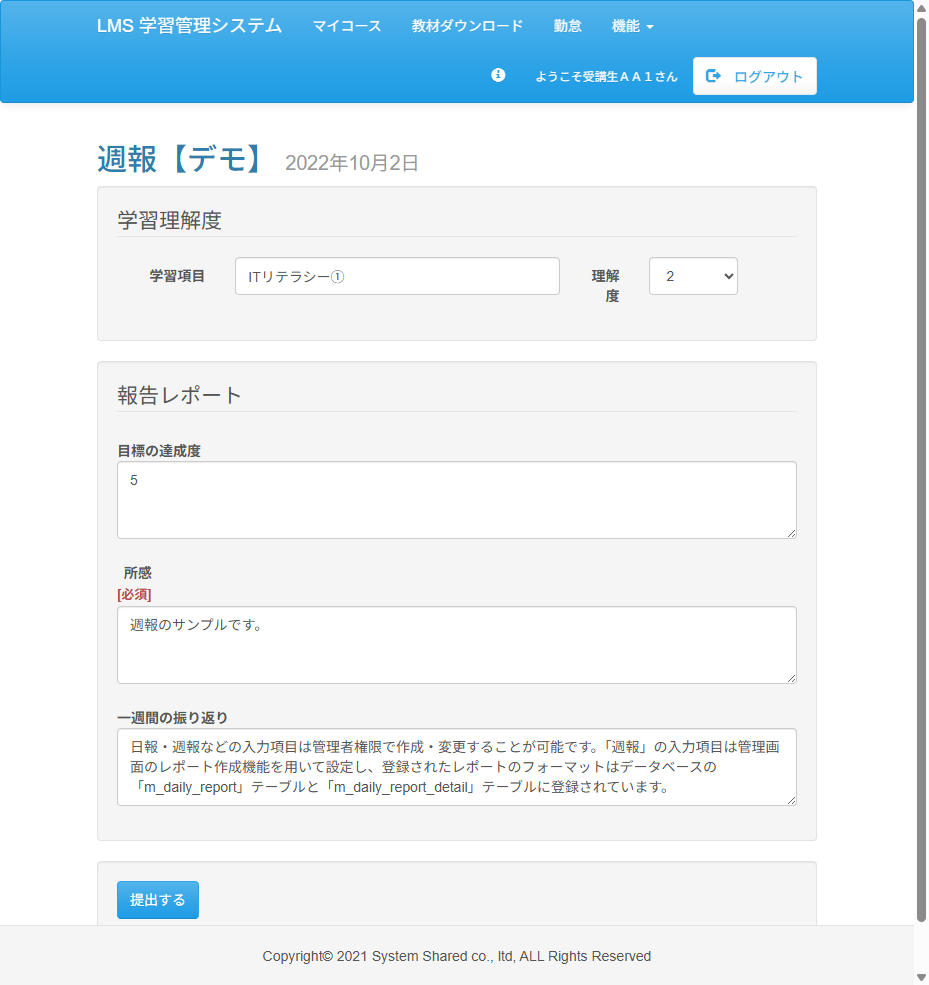 LMS 学習管理システム マイコース 教材ダウンロード 勤怠 機能
ようこそ受講生ＡＡ１さん ログアウト
週報【デモ】 2022年10月2日
学習理解度
学習項目 ITリテラシー① 理解度 2
報告レポート
目標の達成度
5
所感
[必須]
週報のサンプルです。
一週間の振り返り
日報・週報などの入力項目は管理者権限で作成・変更することが可能です。「週報」の入力項目は管理画
面のレポート作成機能を用いて設定し、登録されたレポートのフォーマットはデータベースの
「m_daily_report」テーブルと「m_daily_report_detail」テーブルに登録されています。
提出する
Copyright© 2021 System Shared co., ltd, ALL Rights Reserved